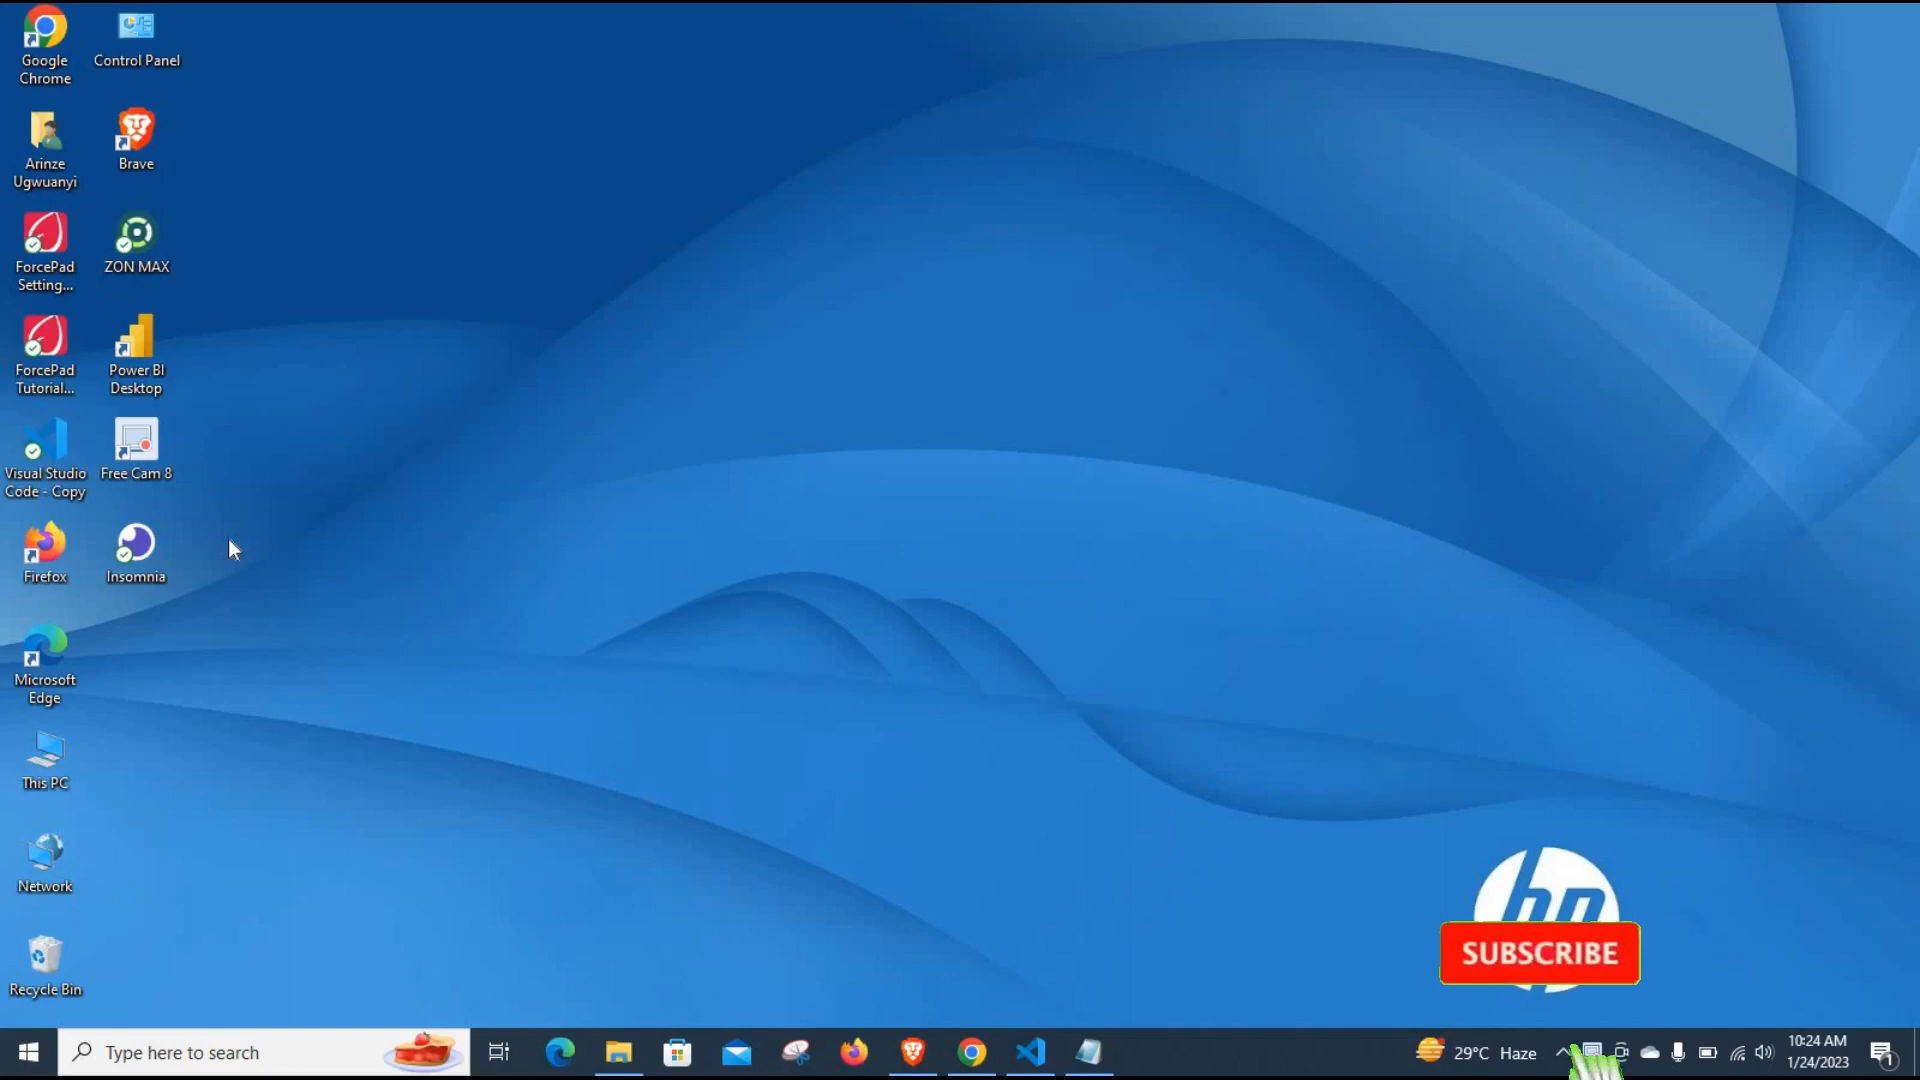 Google
Chrome
Control Panel
Arinze
Ugwuanyi
Brave
ForcePad
Setting...
ZON MAX
ForcePad
Tutorial...
Power BI
Desktop
Visual Studio
Code - Copy
Free Cam 8
Firefox
Insomnia
Microsoft
Edge
This PC
Network
Recycle Bin
hp
SUBSCRIBE
Type here to search
29°C Haze
10:24 AM
1/24/2023
1